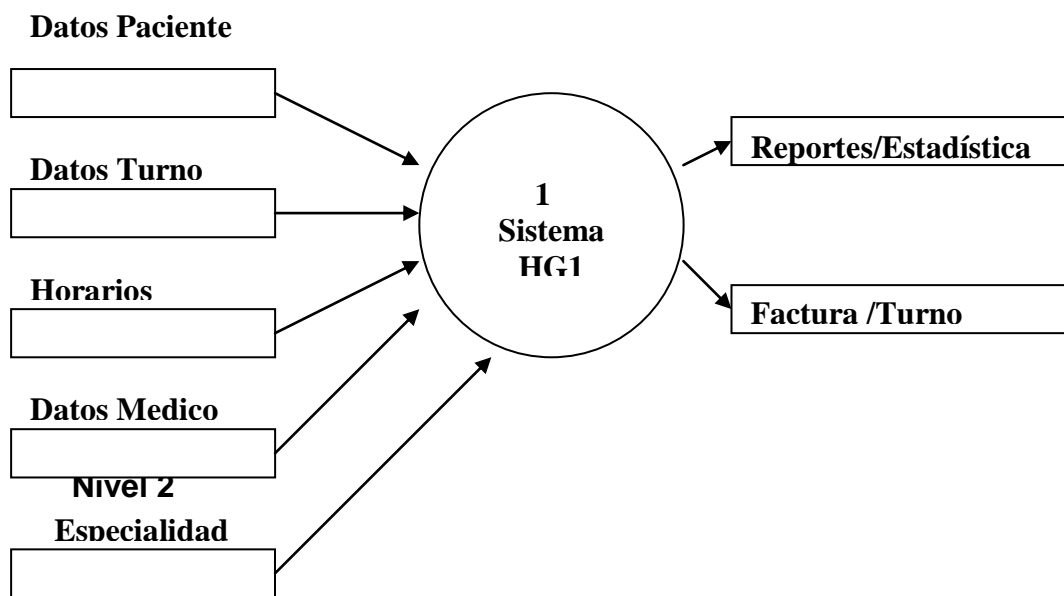 Datos Paciente
Datos Turno
Horarios
Datos Medico
Nivel 2
Especialidad
1
Sistema
HG1
Reportes/Estadística
Factura /Turno